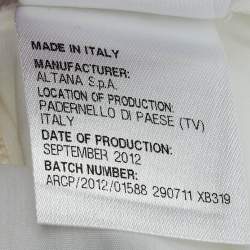 MADE IN ITALY
MANUFACTURER:
ALTANA S.p.A.
LOCATION OF PRODUCTION:
PADERNELLO DI PAESE (TV)
ITALY
DATE OF PRODUCTION:
SEPTEMBER 2012
BATCH NUMBER:
ARCP/2012/01588 290711 XB319